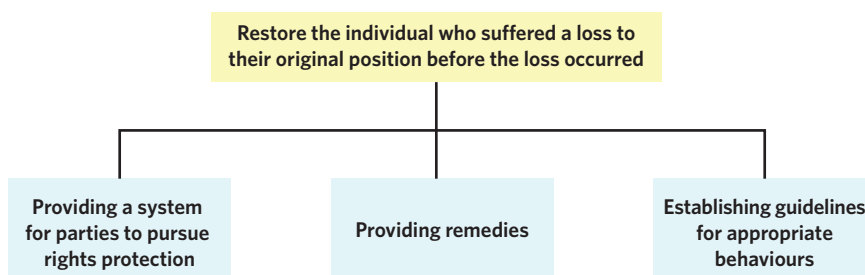 Restore the individual who suffered a loss to
their original position before the loss occurred
Providing a system
for parties to pursue
rights protection
Providing remedies
Establishing guidelines
for appropriate
behaviours